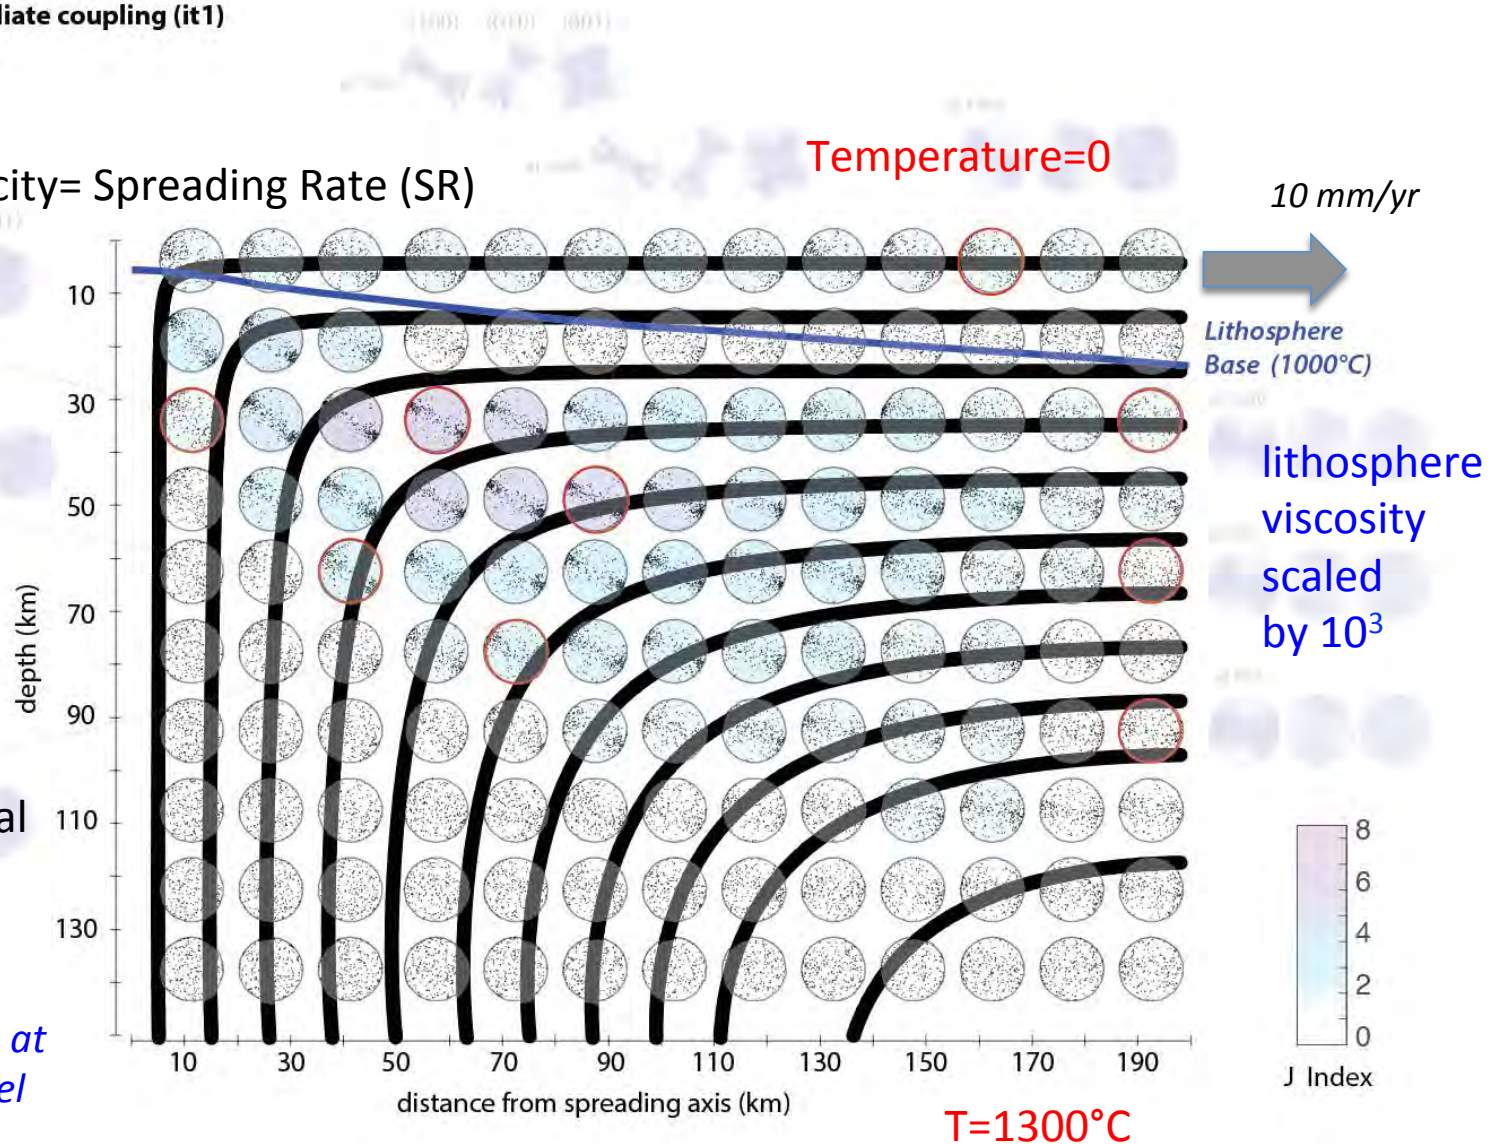 liate coupling (it1)
Temperature=0
city= Spreading Rate (SR)
10 mm/yr
10
30
50
70
90
110
130
depth (km)
Lithosphere
Base (1000°C)
lithosphere
viscosity
scaled
by 10³
al
at
el
8
6
4
2
0
J Index
10 30 50 70 90 110 130 150 170 190
distance from spreading axis (km)
T=1300°C